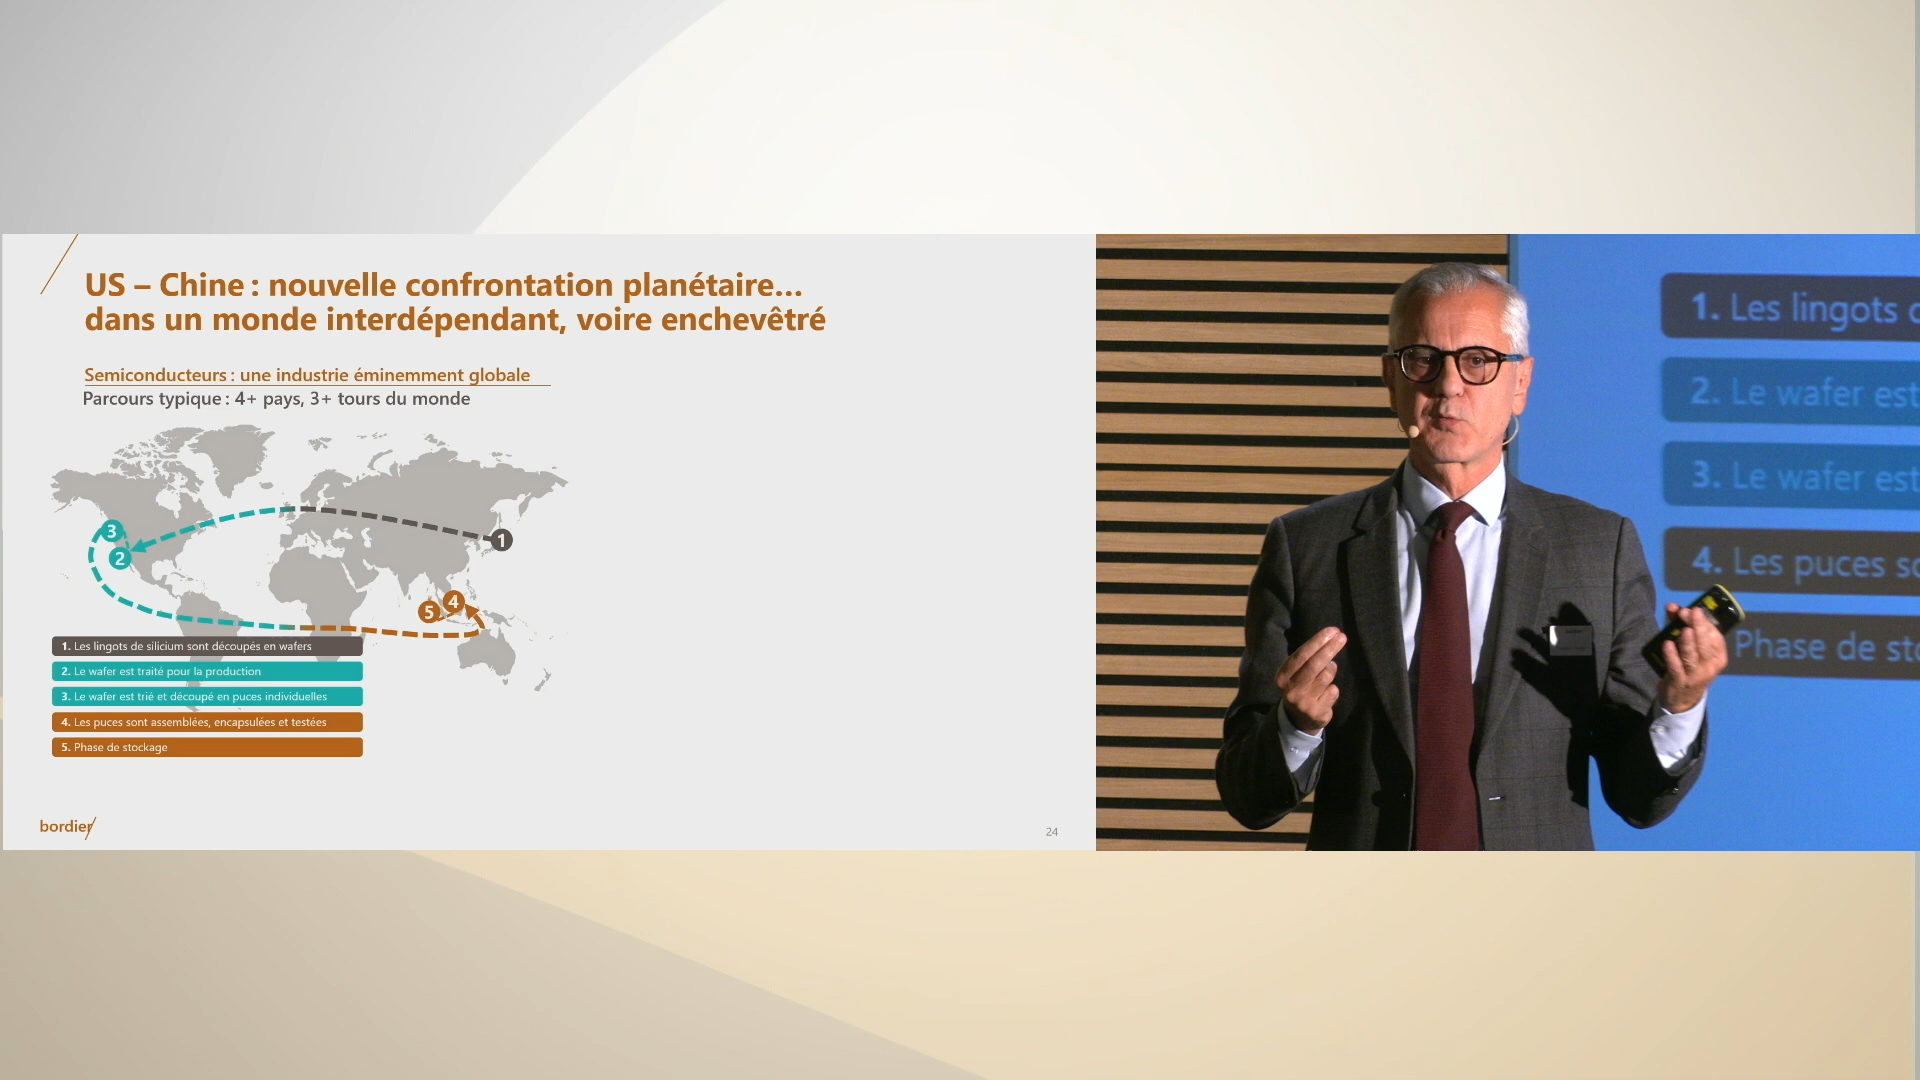 US – Chine : nouvelle confrontation planétaire...
dans un monde interdépendant, voire enchevêtré
Semiconducteurs : une industrie éminemment globale
Parcours typique : 4+ pays, 3+ tours du monde
3
2
1
4
5
1. Les lingots de silicium sont découpés en wafers
2. Le wafer est traité pour la production
3. Le wafer est trié et découpé en puces individuelles
4. Les puces sont assemblées, encapsulées et testées
5. Phase de stockage
bordier
24
1. Les lingots
2. Le wafer est
3. Le wafer est
4. Les puces
Phase de